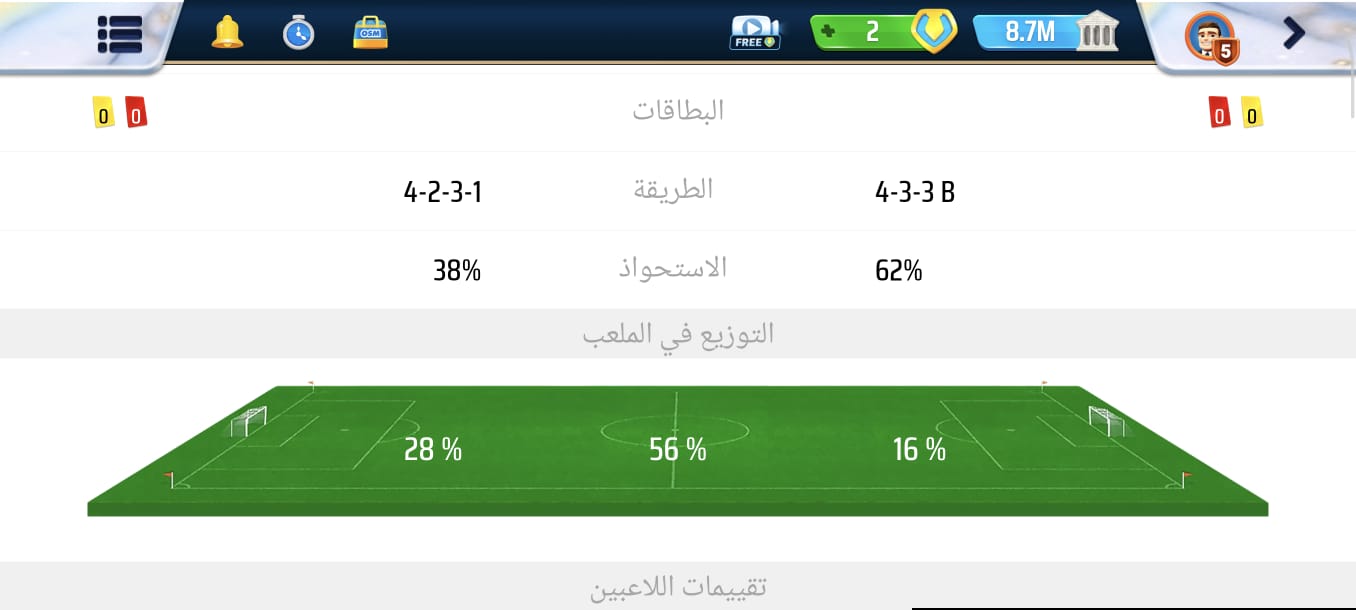 OSM
FREE
2
8.7M
5
0 0 البطاقات 0 0
4-2-3-1 الطريقة 4-3-3 B
38% الاستحواذ 62%
التوزيع في الملعب
28 % 56 % 16 %
تقييمات اللاعبين